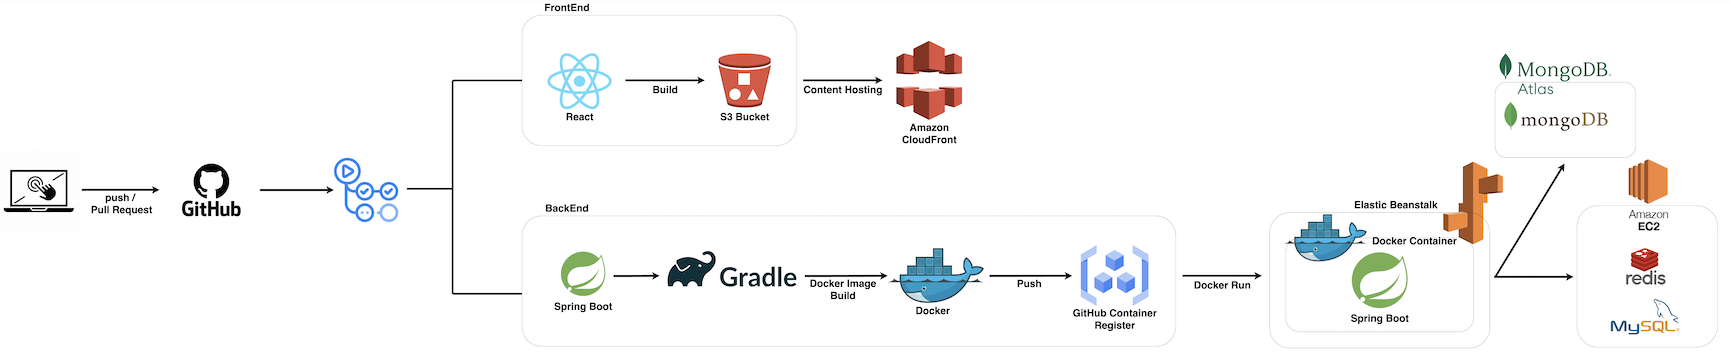 FrontEnd
React
Build
S3 Bucket
Content Hosting
Amazon
CloudFront
push /
Pull Request
GitHub
BackEnd
Spring Boot
Gradle
Docker Image
Build
Docker
Push
GitHub Container
Register
Docker Run
Elastic Beanstalk
Docker Container
Spring Boot
MongoDB.
Atlas
mongoDB
Amazon
EC2
redis
MySQL